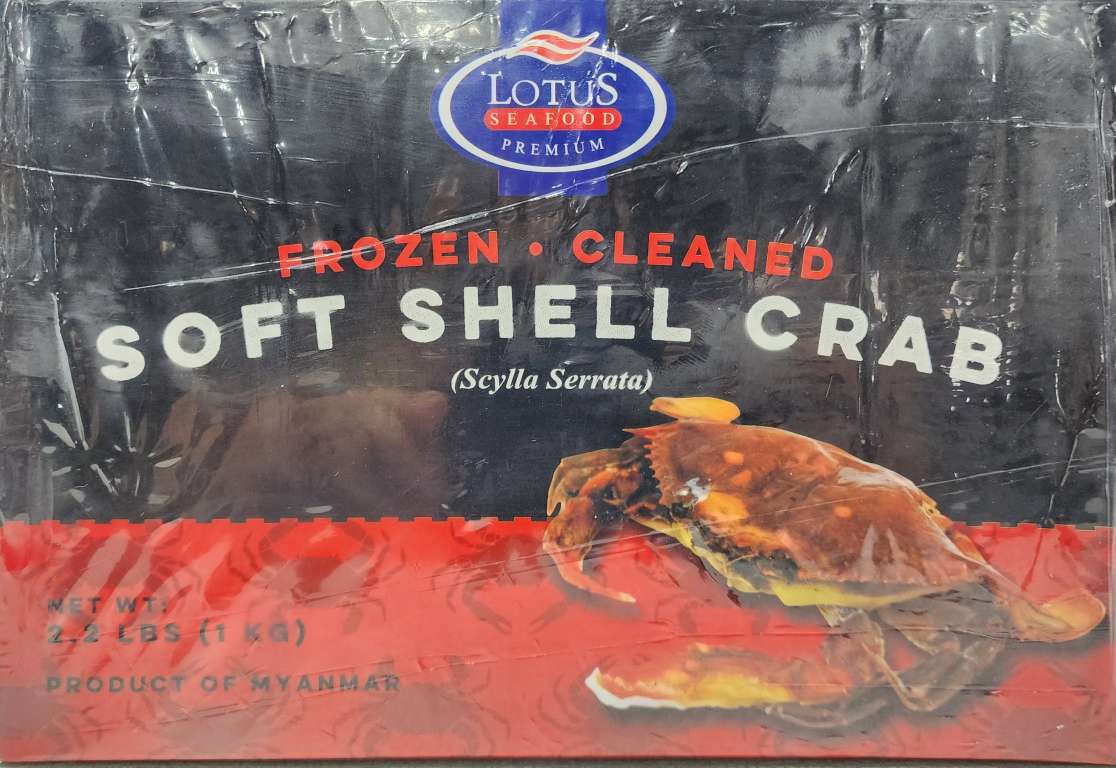 LOTUS
SEAFOOD
PREMIUM
FROZEN • CLEANED
SOFT SHELL CRAB
(Scylla Serrata)
NET WT:
2.2 LBS (1 KG)
PRODUCT OF MYANMAR